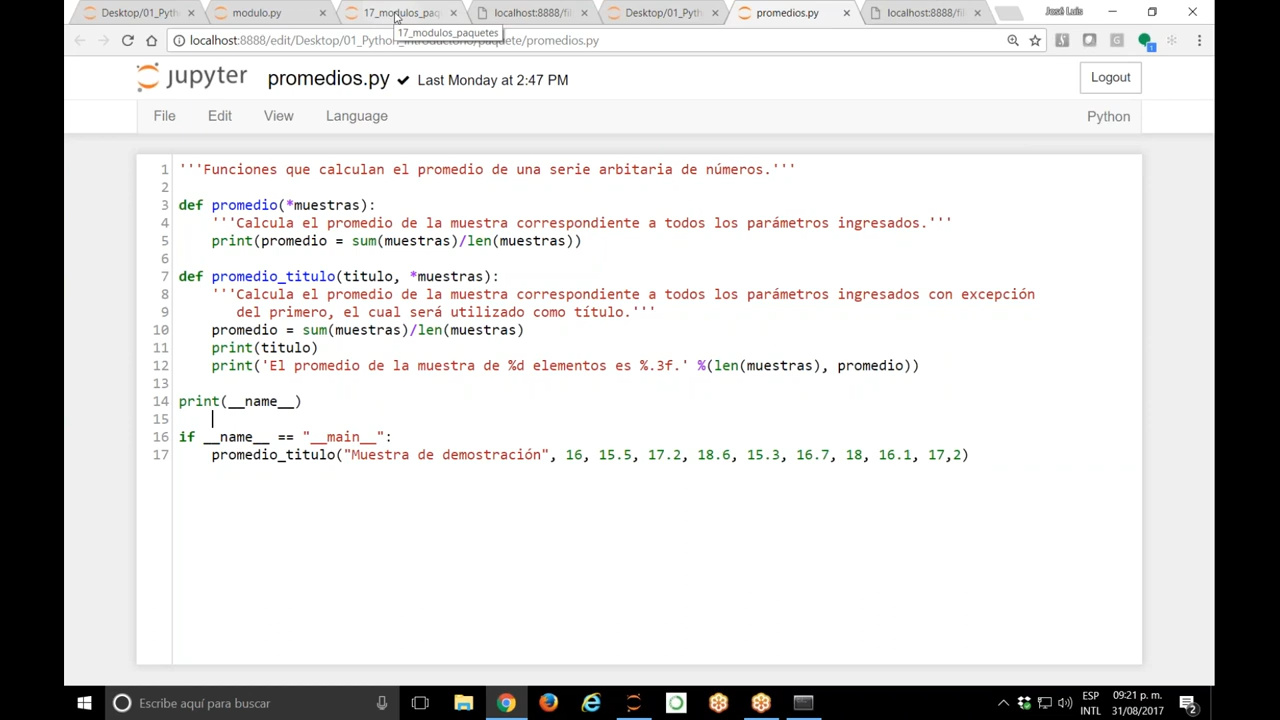 Desktop/01_Pyth
modulo.py
17_modulos_paq
localhost:8888/fil
Desktop/01_Pyth
promedios.py
localhost:8888/fil
José Luis
17_modulos_paquetes
localhost:8888/edit/Desktop/01_Python_introductorio/paquete/promedios.py
jupyter promedios.py Last Monday at 2:47 PM Logout
File Edit View Language Python
1 '''Funciones que calculan el promedio de una serie arbitaria de números.'''
2
3 def promedio(*muestras):
4 '''Calcula el promedio de la muestra correspondiente a todos los parámetros ingresados.'''
5 print(promedio = sum(muestras)/len(muestras))
6
7 def promedio_titulo(titulo, *muestras):
8 '''Calcula el promedio de la muestra correspondiente a todos los parámetros ingresados con excepción
9 del primero, el cual será utilizado como título.'''
10 promedio = sum(muestras)/len(muestras)
11 print(titulo)
12 print('El promedio de la muestra de %d elementos es %.3f.' %(len(muestras), promedio))
13
14 print(__name__)
15
16 if __name__ == "__main__":
17 promedio_titulo("Muestra de demostración", 16, 15.5, 17.2, 18.6, 15.3, 16.7, 18, 16.1, 17,2)
Escribe aquí para buscar
ESP
INTL
09:21 p. m.
31/08/2017
2